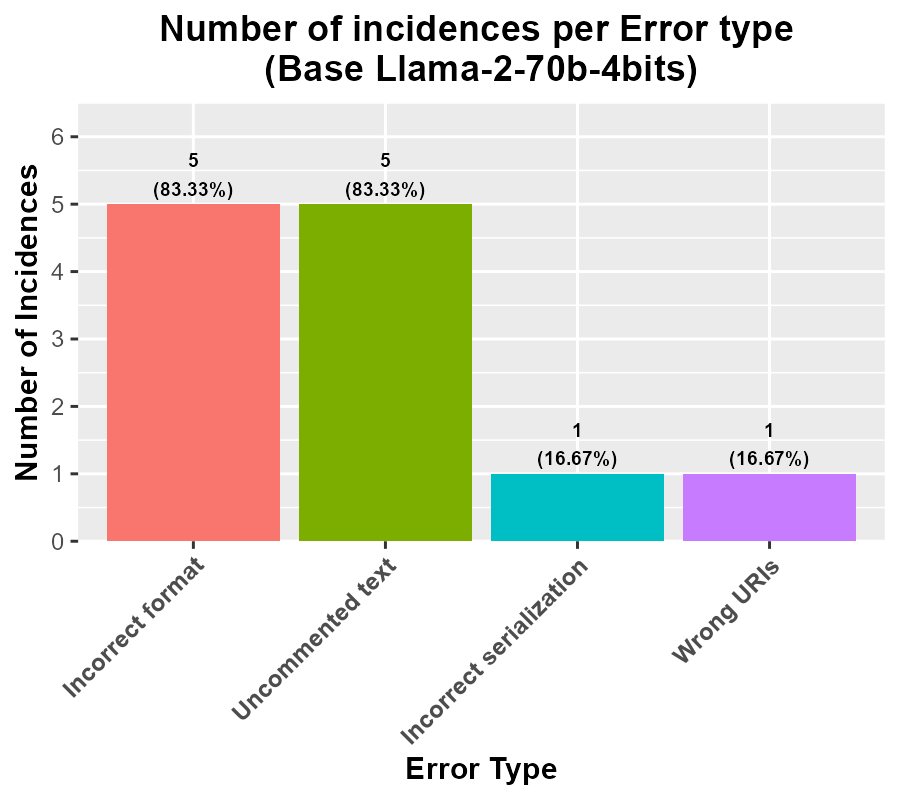 Number of incidences per Error type
(Base Llama-2-70b-4bits)
Number of Incidences
6
5
4
3
2
1
0
5
(83.33%)
5
(83.33%)
1
(16.67%)
1
(16.67%)
Incorrect format
Uncommented text
Incorrect serialization
Wrong URIs
Error Type